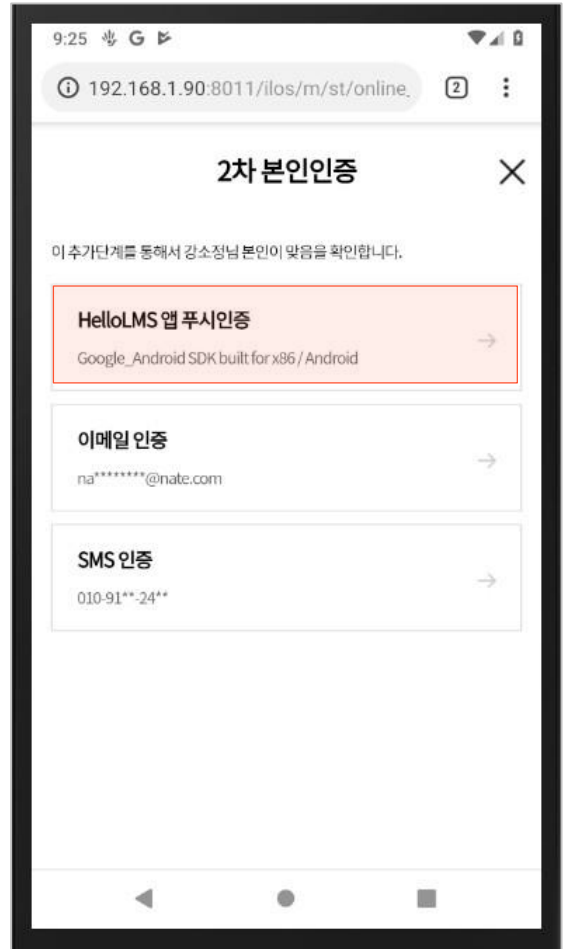 9:25
192.168.1.90:8011/ilos/m/st/online_
2
2차 본인인증
이 추가단계를 통해서 강소정님 본인이 맞음을 확인합니다.
HelloLMS 앱 푸시인증
Google_Android SDK built for x86 / Android
이메일 인증
na********@nate.com
SMS 인증
010-91**-24**